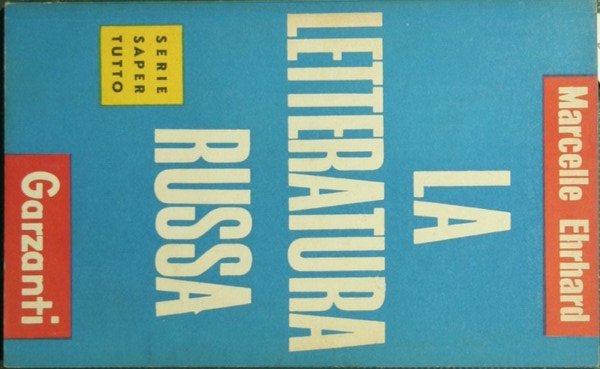 Marcelle Ehrhard
LA
LETTERATURA
RUSSA
SERIE
SAPER
TUTTO
Garzanti